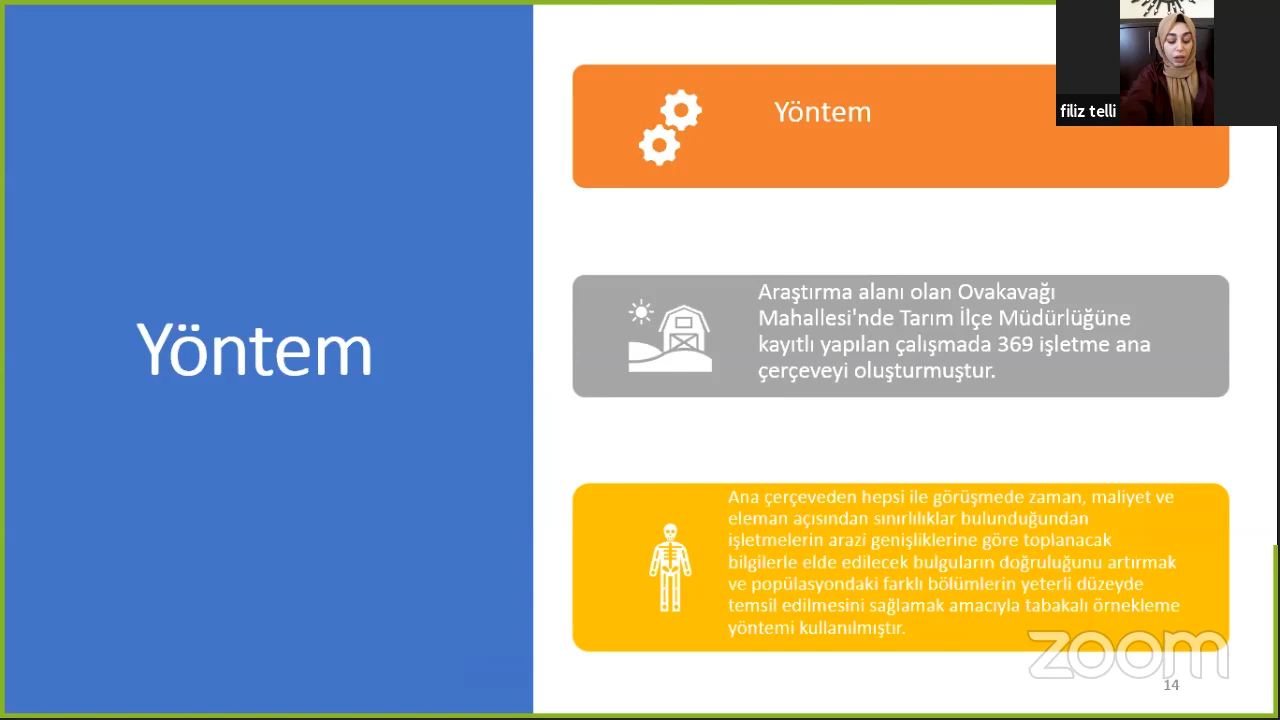 Yöntem
Yöntem
filiz telli
Araştırma alanı olan Ovakavağı
Mahallesi'nde Tarım İlçe Müdürlüğüne
kayıtlı yapılan çalışmada 369 işletme ana
çerçeveyi oluşturmuştur.
Ana çerçeveden hepsi ile görüşmede zaman, maliyet ve
eleman açısından sınırlılıklar bulunduğundan
işletmelerin arazi genişliklerine göre toplanacak
bilgilerle elde edilecek bulguların doğruluğunu artırmak
ve popülasyondaki farklı bölümlerin yeterli düzeyde
temsil edilmesini sağlamak amacıyla tabakalı örnekleme
yöntemi kullanılmıştır.
zoom
14